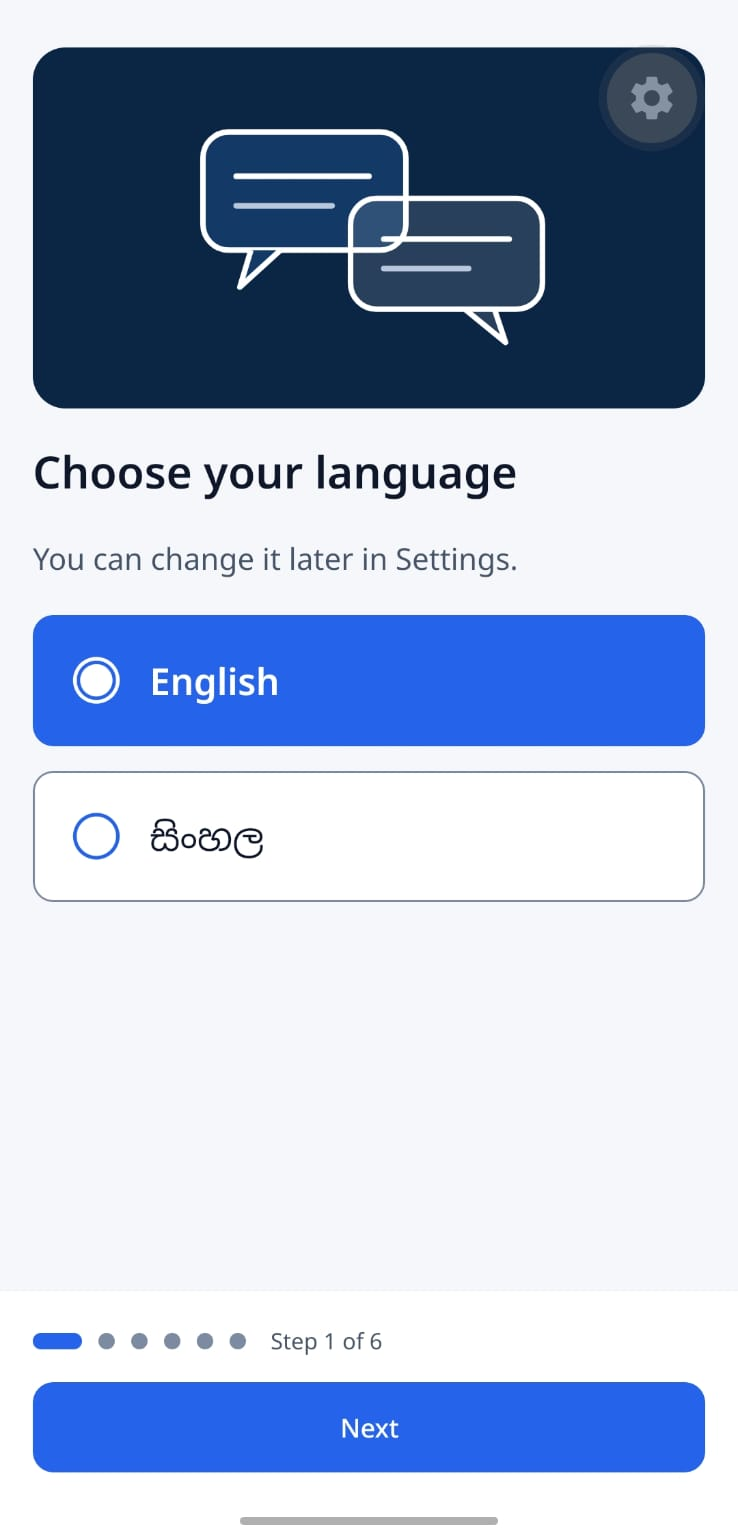 Choose your language
You can change it later in Settings.
English
සිංහල
Step 1 of 6
Next